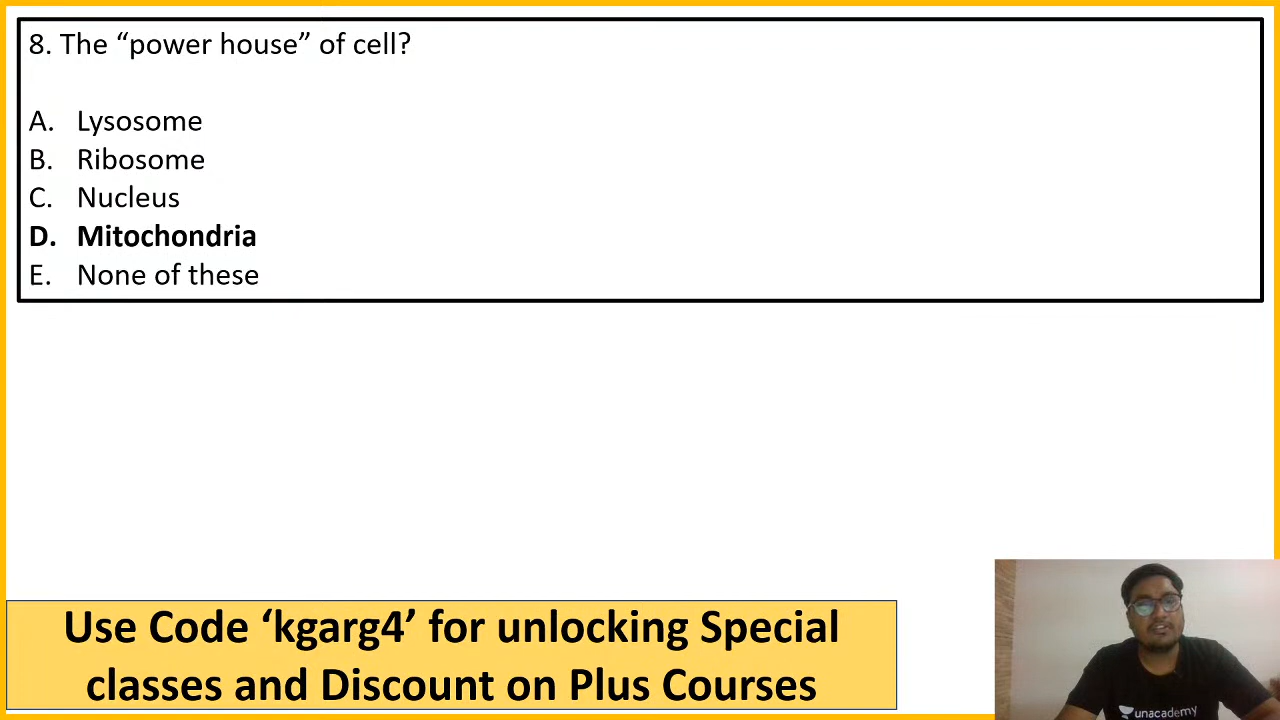 8. The “power house” of cell?
A. Lysosome
B. Ribosome
C. Nucleus
D. Mitochondria
E. None of these
Use Code ‘kgarg4’ for unlocking Special
classes and Discount on Plus Courses
unacademy